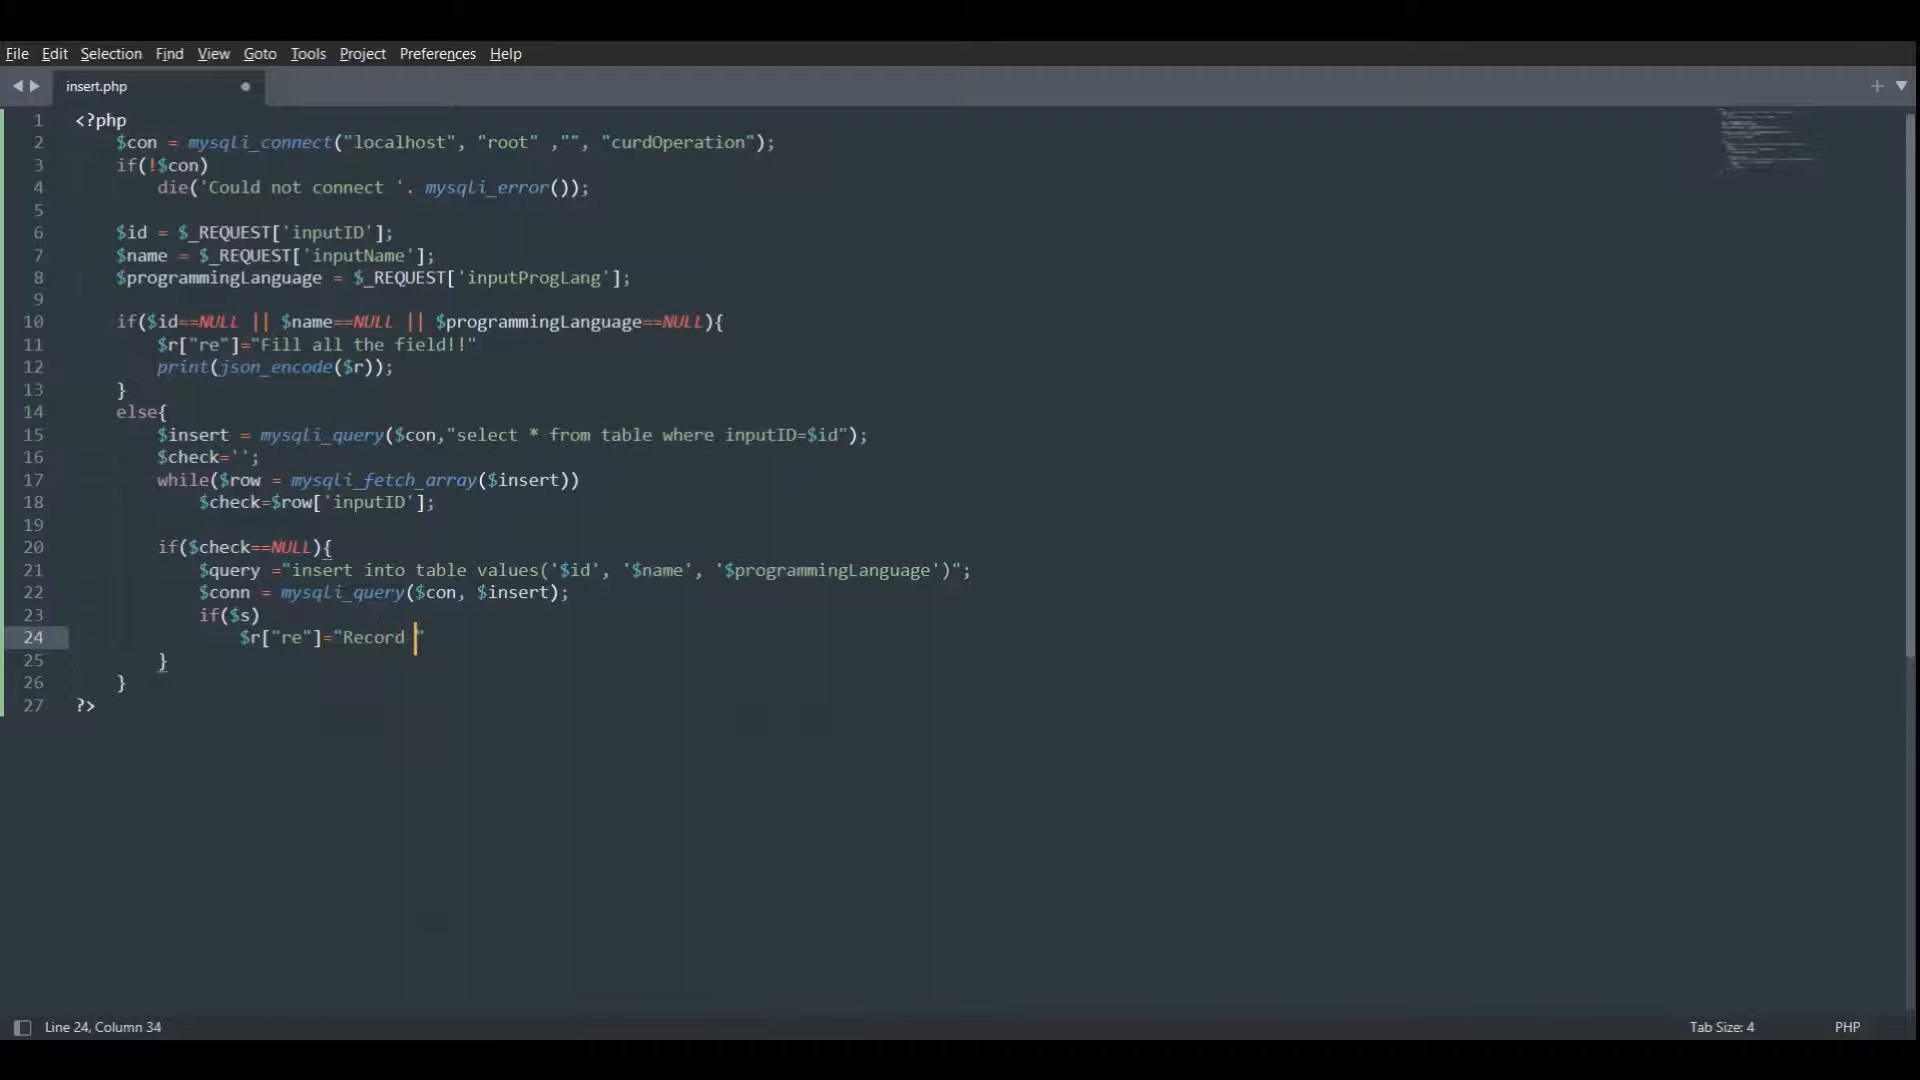 File Edit Selection Find View Goto Tools Project Preferences Help
insert.php
1 <?php
2 $con = mysqli_connect("localhost", "root" ,"", "curdOperation");
3 if(!$con)
4 die('Could not connect '. mysqli_error());
5
6 $id = $_REQUEST['inputID'];
7 $name = $_REQUEST['inputName'];
8 $programmingLanguage = $_REQUEST['inputProgLang'];
9
10 if($id==NULL || $name==NULL || $programmingLanguage==NULL){
11 $r["re"]="Fill all the field!!"
12 print(json_encode($r));
13 }
14 else{
15 $insert = mysqli_query($con,"select * from table where inputID=$id");
16 $check='';
17 while($row = mysqli_fetch_array($insert))
18 $check=$row['inputID'];
19
20 if($check==NULL){
21 $query ="insert into table values('$id', '$name', '$programmingLanguage')";
22 $conn = mysqli_query($con, $insert);
23 if($s)
24 $r["re"]="Record "
25 }
26 }
27 ?>
Line 24, Column 34
Tab Size: 4
PHP